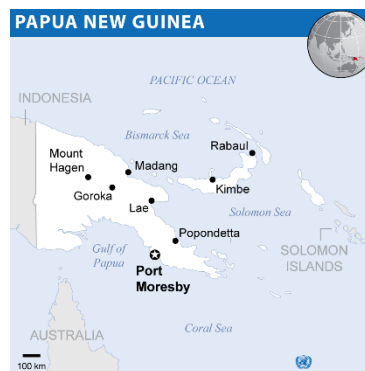 PAPUA NEW GUINEA
PACIFIC OCEAN
INDONESIA
Bismarck Sea
Rabaul
Mount
Hagen
Madang
Goroka
Kimbe
Lae
Solomon Sea
Popondetta
Gulf of
Papua
SOLOMON
ISLANDS
Port
Moresby
AUSTRALIA
Coral Sea
100 km